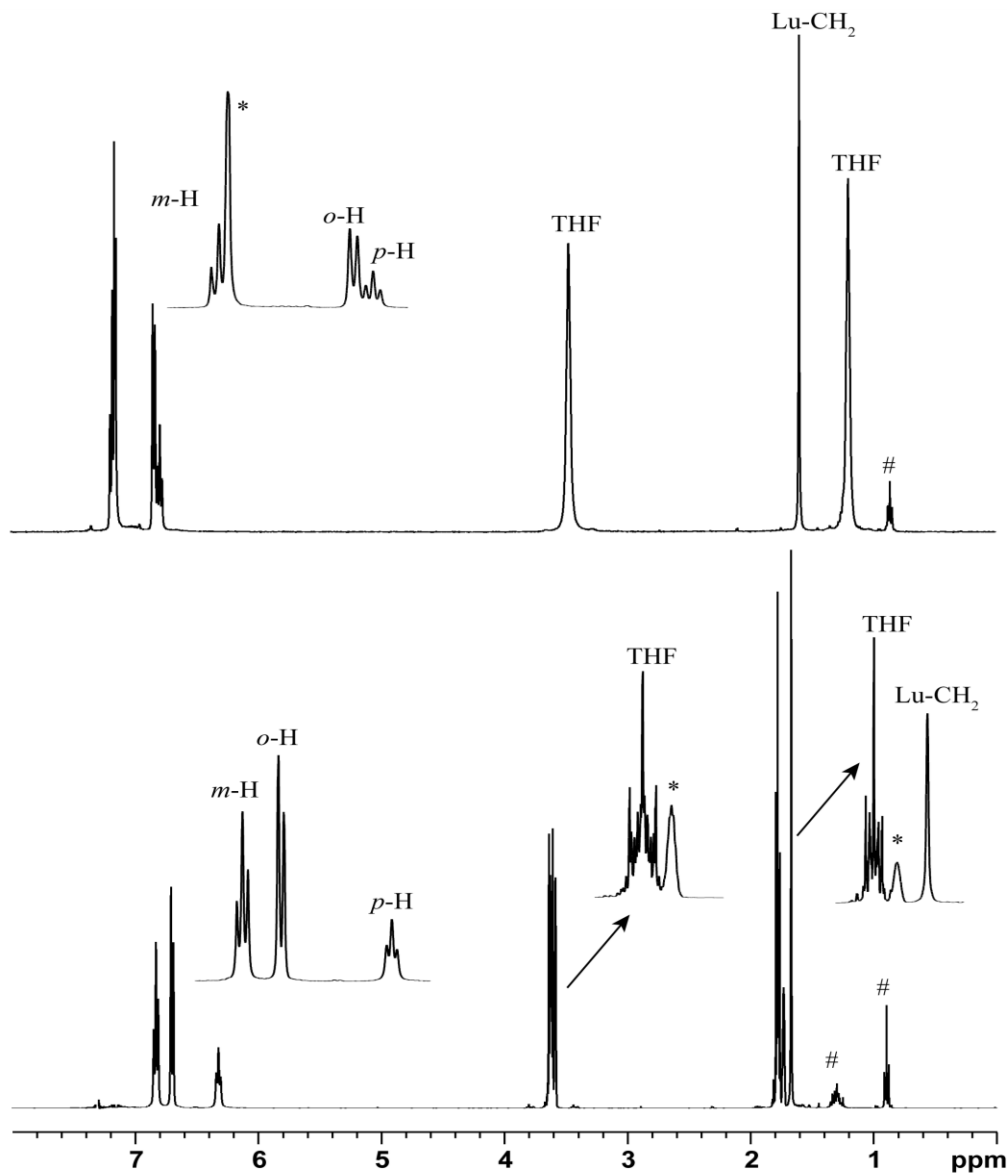 Lu-CH₂
*
THF
m-H
o-H
THF
p-H
#
THF
THF
Lu-CH₂
o-H
m-H
*
*
p-H
#
#
7 6 5 4 3 2 1 ppm